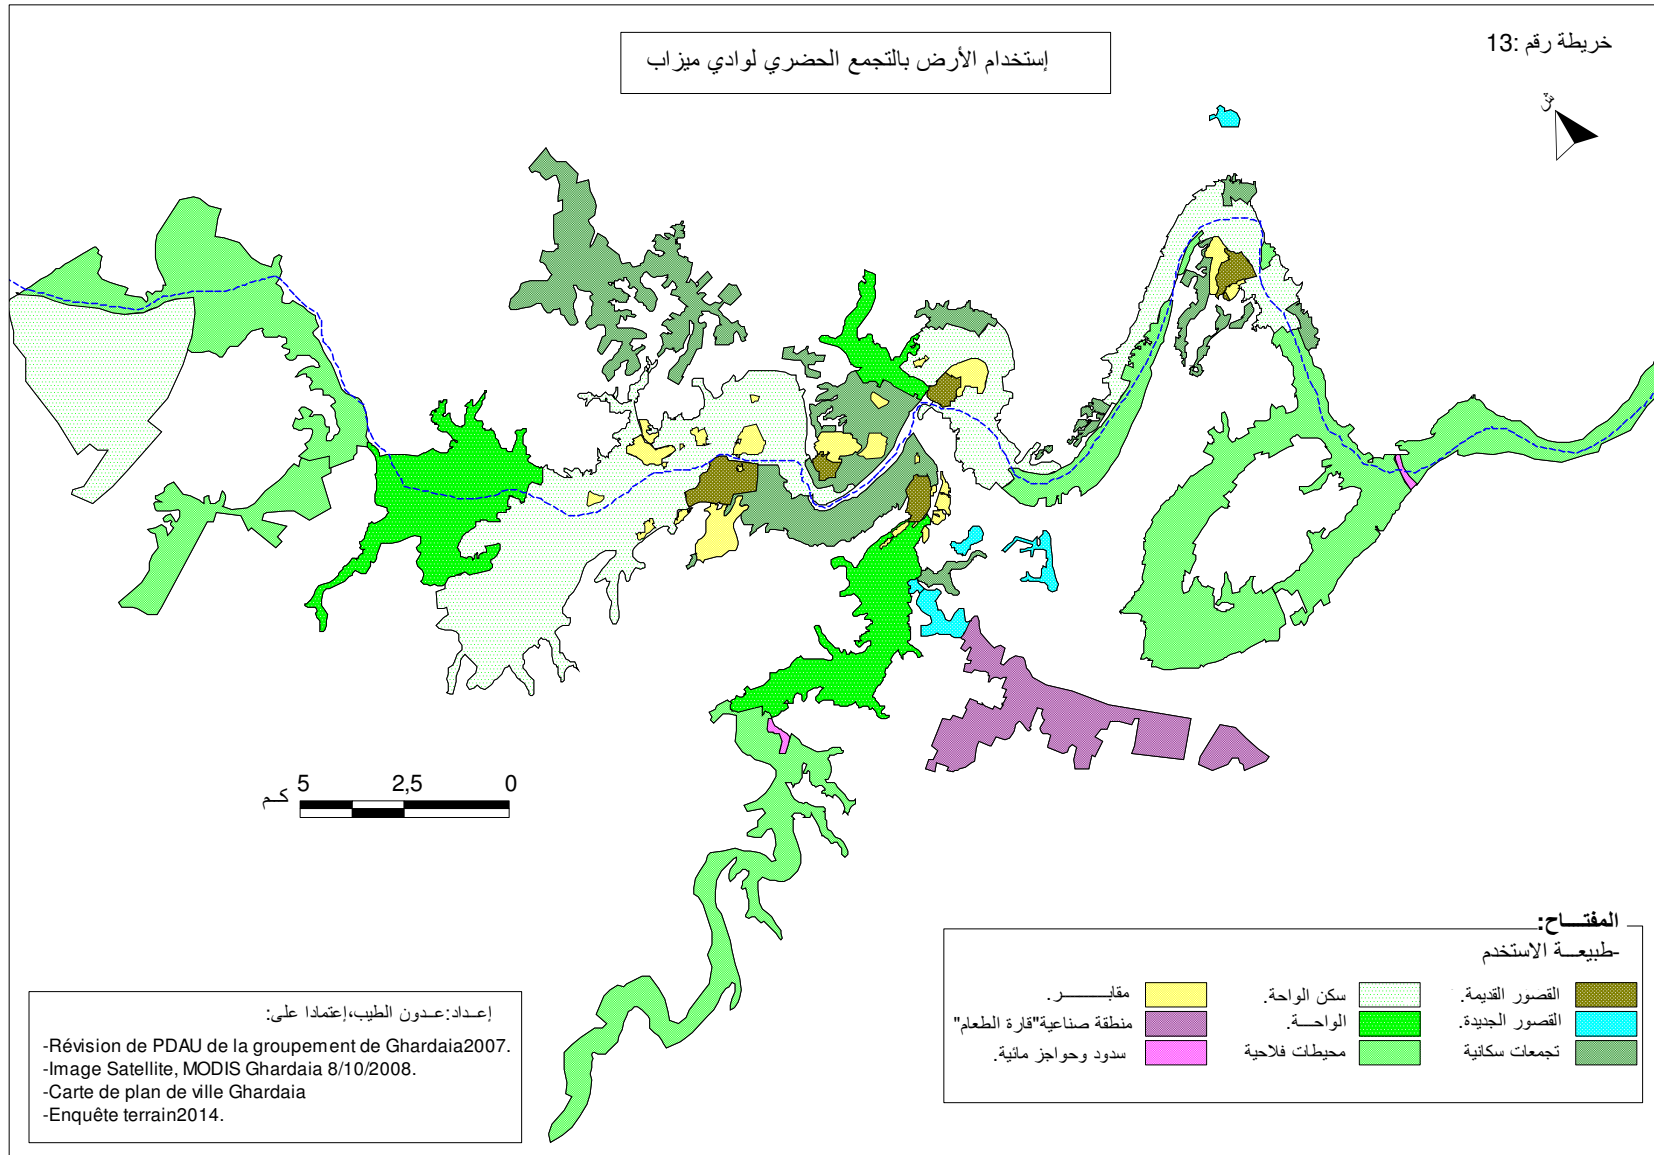 خريطة رقم :13
إستخدام الأرض بالتجمع الحضري لوادي ميزاب
5 2,5 0
كـم
المفتـــاح:
-طبيعـــة الاستخدم
القصور القديمة.
سكن الواحة.
مقابـــــــر.
القصور الجديدة.
الواحـــة.
منطقة صناعية"قارة الطعام"
تجمعات سكانية
محيطات فلاحية
سدود وحواجز مائية.
إعـداد:عـدون الطيب،إعتمادا على:
-Révision de PDAU de la groupement de Ghardaia2007.
-Image Satellite, MODIS Ghardaia 8/10/2008.
-Carte de plan de ville Ghardaia
-Enquête terrain2014.